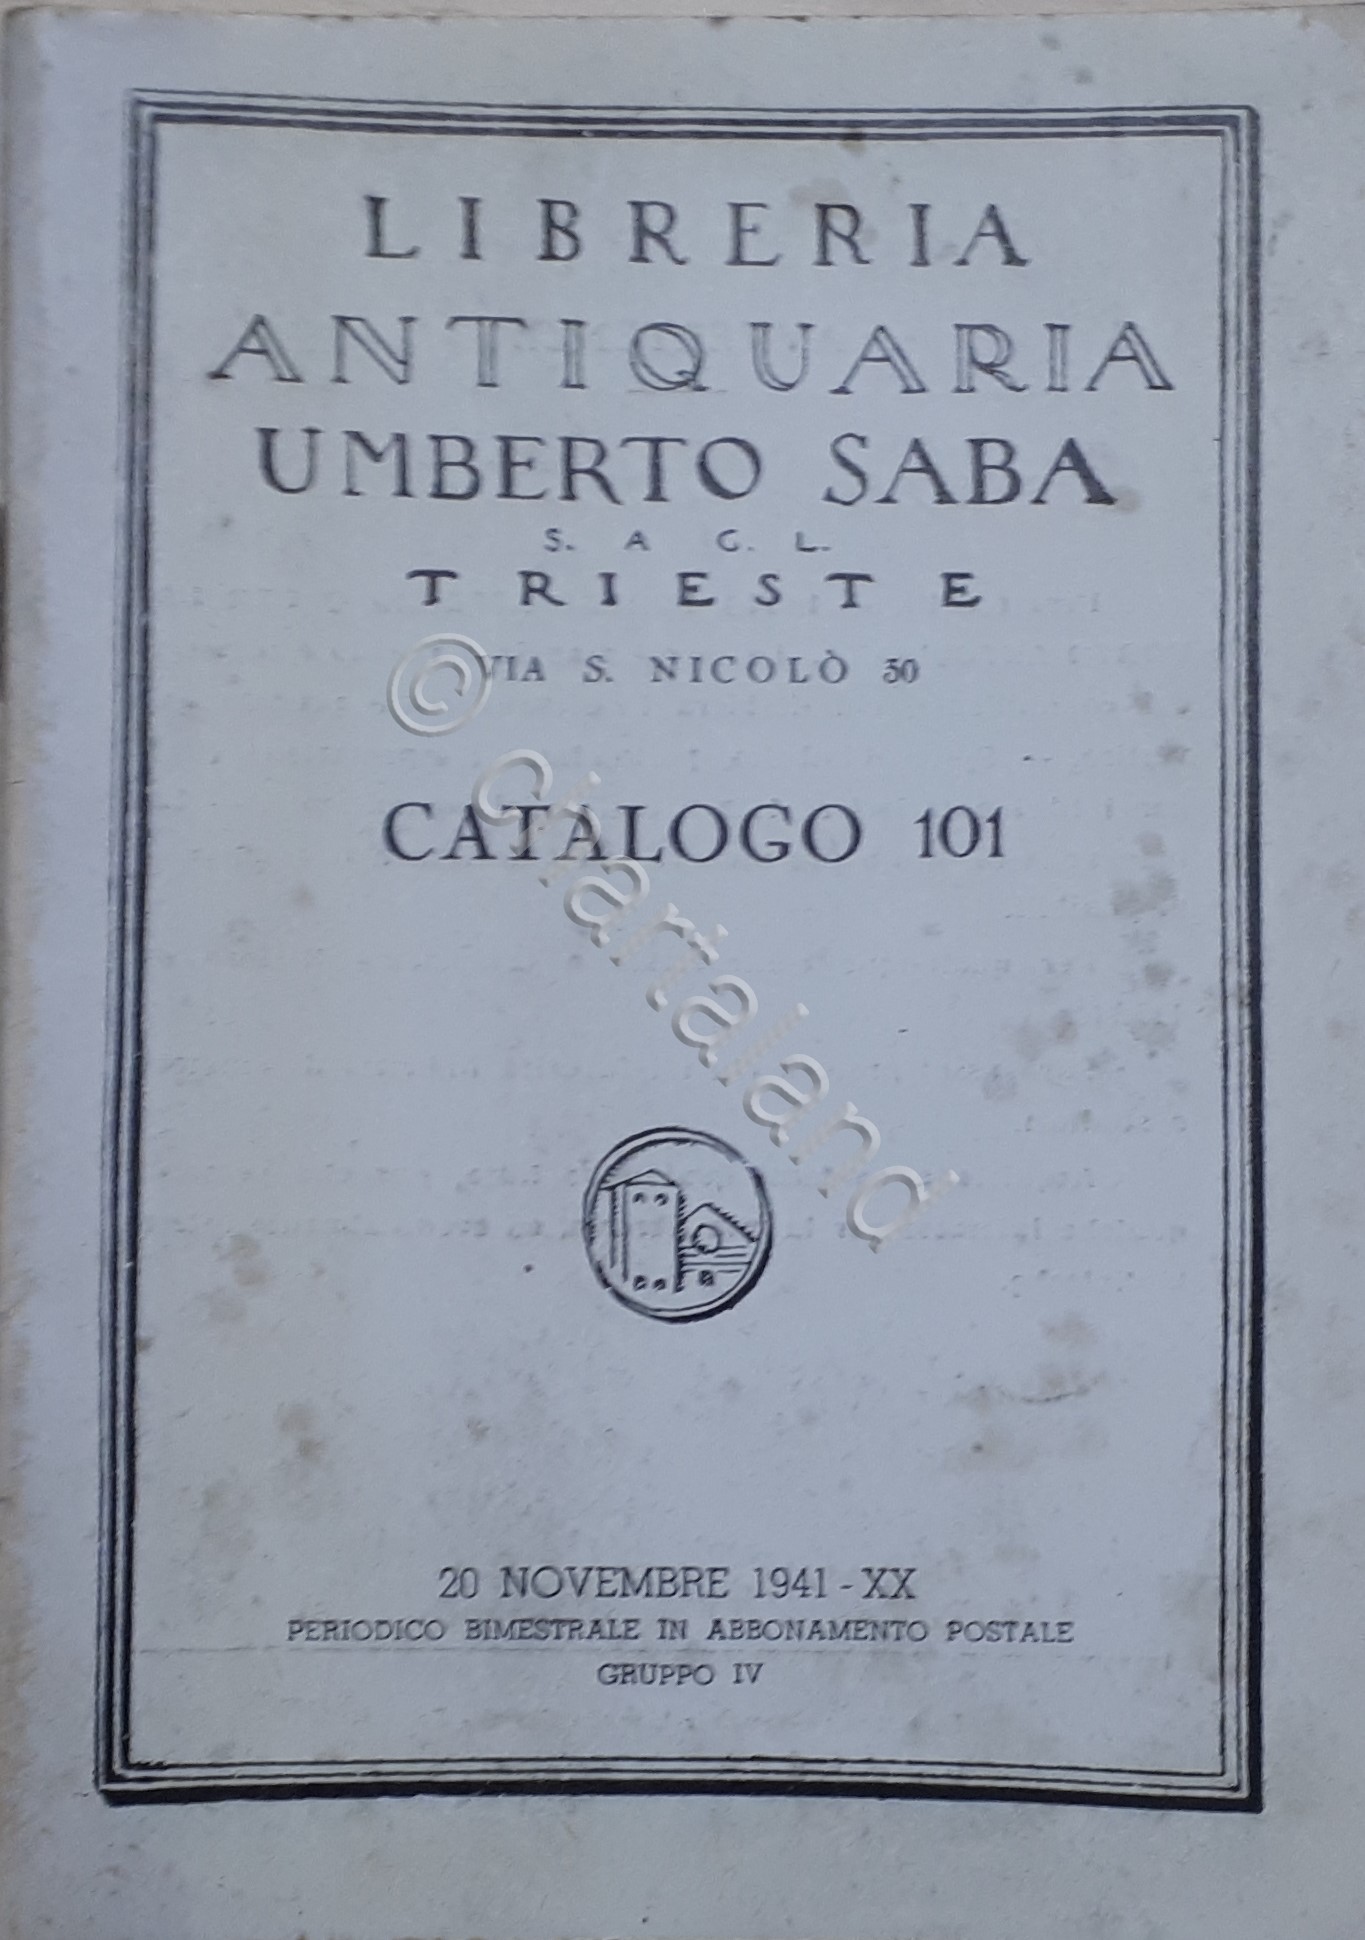 LIBRERIA
ANTIQUARIA
UMBERTO SABA
S. A G. L.
TRIESTE
VIA S. NICOLÒ 30
CATALOGO 101
© Chartaland
20 NOVEMBRE 1941 - XX
PERIODICO BIMESTRALE IN ABBONAMENTO POSTALE
GRUPPO IV